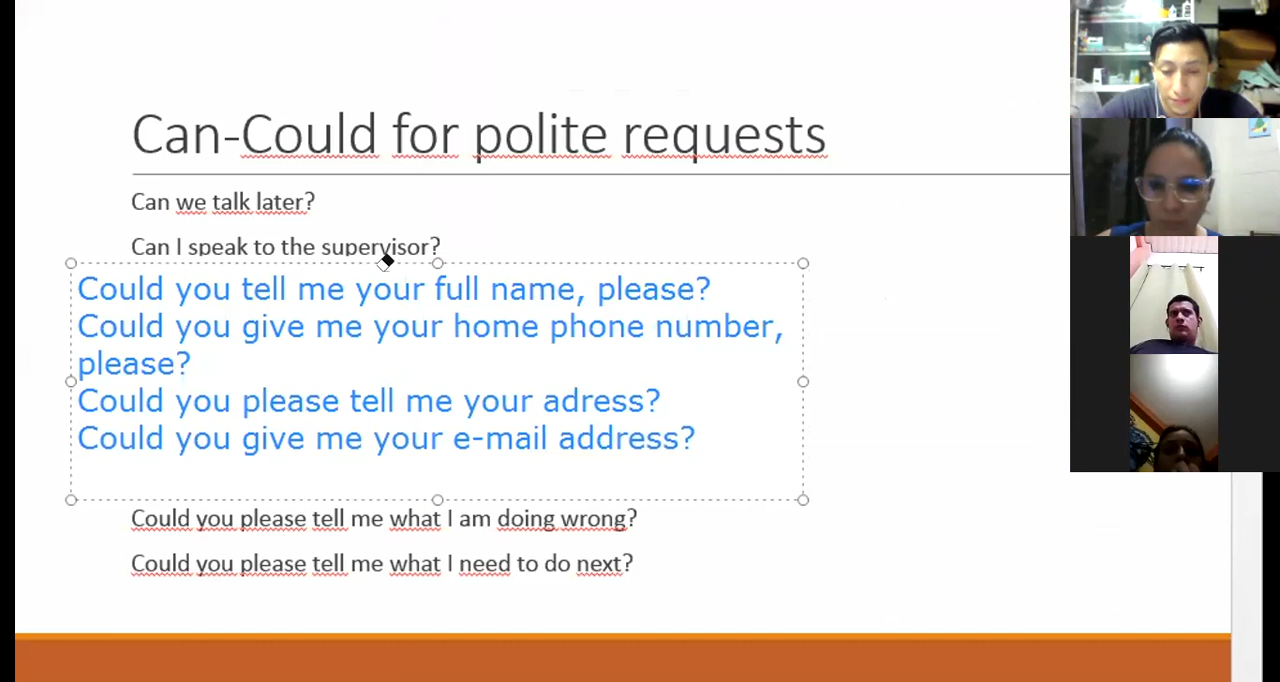 Can-Could for polite requests
Can we talk later?
Can I speak to the supervisor?
Could you tell me your full name, please?
Could you give me your home phone number,
please?
Could you please tell me your adress?
Could you give me your e-mail address?
Could you please tell me what I am doing wrong?
Could you please tell me what I need to do next?